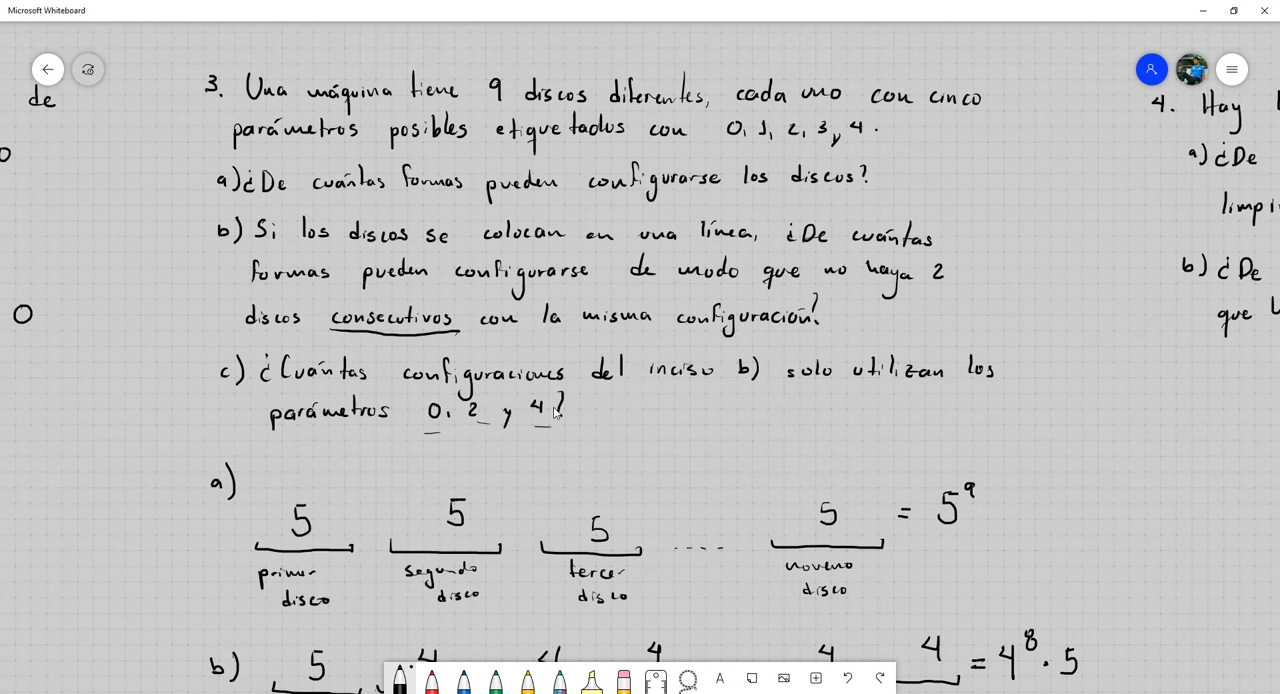 Microsoft Whiteboard
de
3. Una máquina tiene 9 discos diferentes, cada uno con cinco
parámetros posibles etiquetados con 0, 1, 2, 3, y 4.
a) ¿De cuántas formas pueden configurarse los discos?
b) Si los discos se colocan en una línea, ¿De cuántas
formas pueden configurarse de modo que no haya 2
discos consecutivos con la misma configuración?
c) ¿Cuántas configuraciones del inciso b) solo utilizan los
parámetros 0, 2 y 4?
a)
5 5 5 ..... 5 = 5^9
primer disco
segundo disco
tercer disco
noveno disco
b) 5 4 4 4 4 4 = 4^8 · 5
4. Hay
a) ¿De
limpi
b) ¿De
que
O
O
A